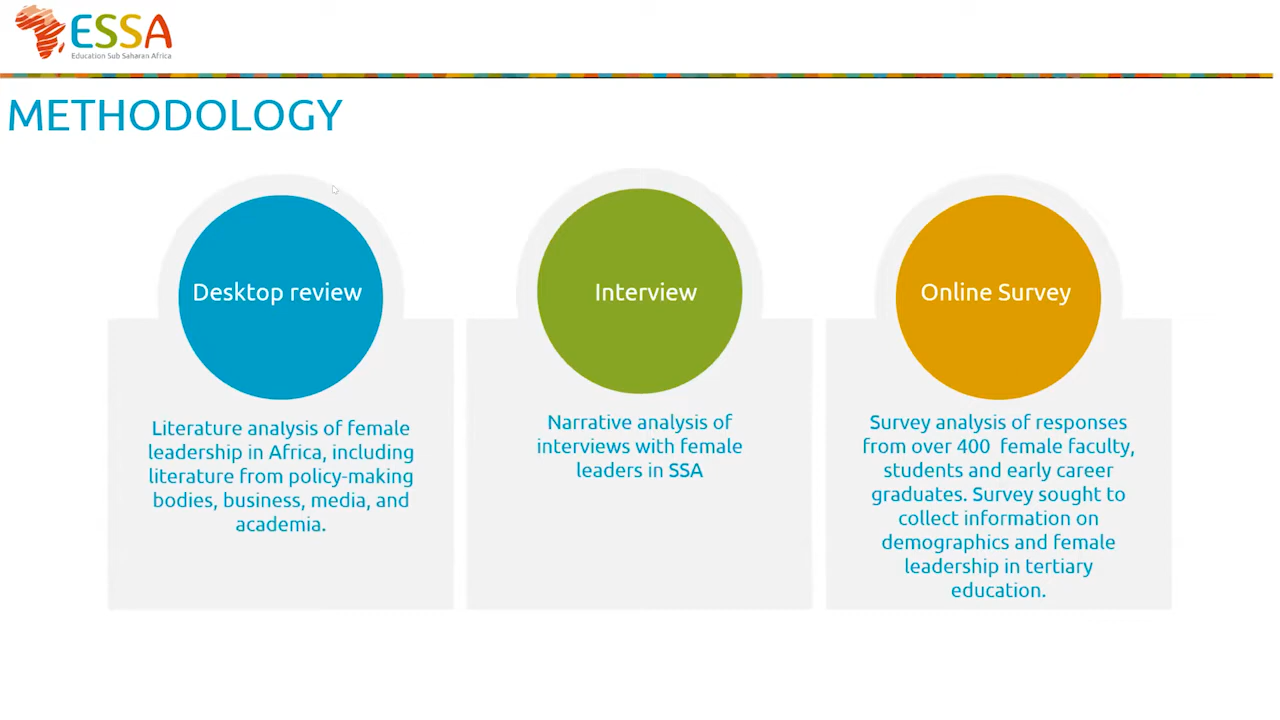 ESSA
Education Sub Saharan Africa
METHODOLOGY
Desktop review
Literature analysis of female
leadership in Africa, including
literature from policy-making
bodies, business, media, and
academia.
Interview
Narrative analysis of
interviews with female
leaders in SSA
Online Survey
Survey analysis of responses
from over 400 female faculty,
students and early career
graduates. Survey sought to
collect information on
demographics and female
leadership in tertiary
education.